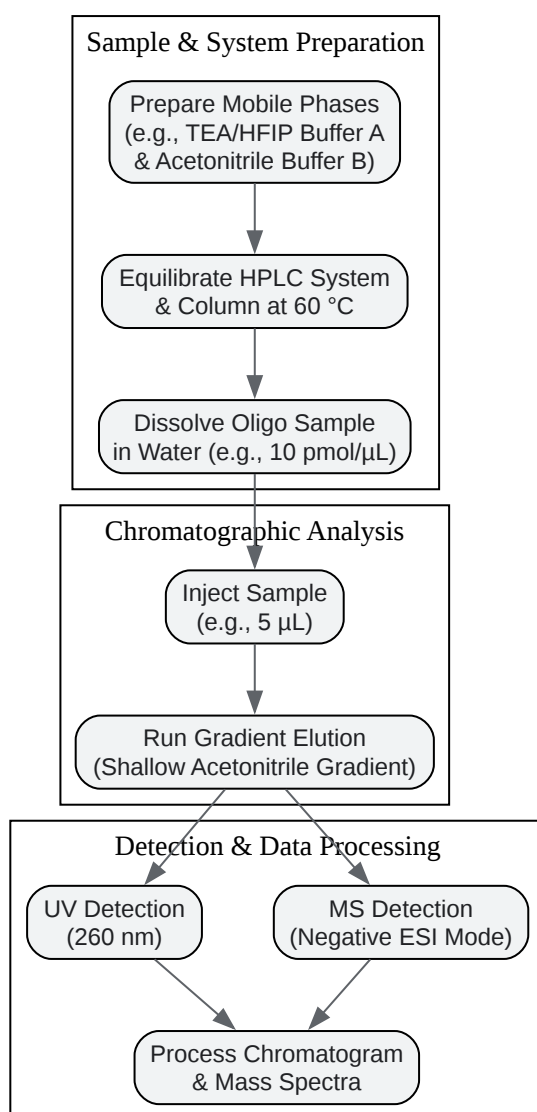 Sample & System Preparation
Prepare Mobile Phases
(e.g., TEA/HFIP Buffer A
& Acetonitrile Buffer B)
Equilibrate HPLC System
& Column at 60 °C
Dissolve Oligo Sample
in Water (e.g., 10 pmol/µL)
Chromatographic Analysis
Inject Sample
(e.g., 5 µL)
Run Gradient Elution
(Shallow Acetonitrile Gradient)
Detection & Data Processing
UV Detection
(260 nm)
MS Detection
(Negative ESI Mode)
Process Chromatogram
& Mass Spectra